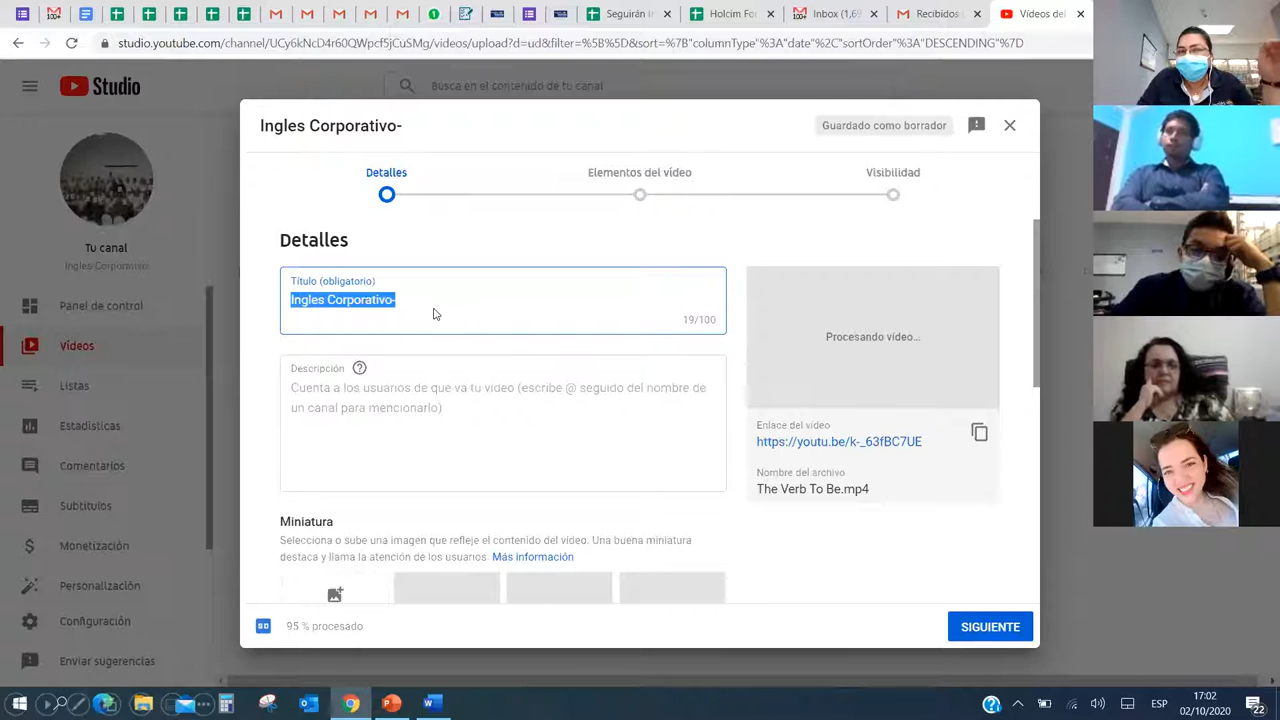 Seguirán in
Holcim Fo
Inbox (1,69
Recibidos
Vídeos del
studio.youtube.com/channel/UCy6kNcD4r60QWpcf5jCuSMg/videos/upload?d=ud&filter=%5B%5D&sort=%7B"columnType"%3A"date"%2C"sortOrder"%3A"DESCENDING"%7D
Studio
Busca en el contenido de tu canal
Ingles Corporativo-
Guardado como borrador
Detalles
Elementos del vídeo
Visibilidad
Tu canal
Ingles Corporativo
Panel de control
Vídeos
Listas
Estadísticas
Comentarios
Subtítulos
Monetización
Personalización
Configuración
Enviar sugerencias
Detalles
Título (obligatorio)
Ingles Corporativo-
19/100
Descripción
Cuenta a los usuarios de qué va tu vídeo (escribe @ seguido del nombre de
un canal para mencionarlo)
Procesando vídeo...
Enlace del vídeo
https://youtu.be/k-_63fBC7UE
Nombre del archivo
The Verb To Be.mp4
Miniatura
Selecciona o sube una imagen que refleje el contenido del vídeo. Una buena miniatura
destaca y llama la atención de los usuarios. Más información
SD
95 % procesado
SIGUIENTE
ESP
17:02
02/10/2020
22